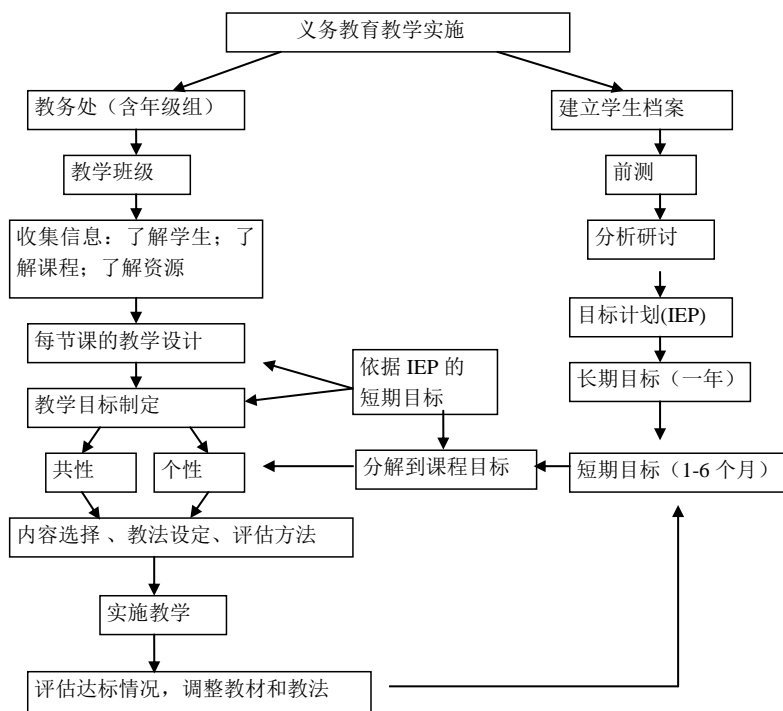 义务教育教学实施
教务处（含年级组）
建立学生档案
教学班级
前测
收集信息：了解学生；了
解课程；了解资源
分析研讨
目标计划(IEP)
每节课的教学设计
依据 IEP 的
短期目标
长期目标（一年）
教学目标制定
共性
个性
分解到课程目标
短期目标（1-6 个月）
内容选择 、教法设定、评估方法
实施教学
评估达标情况，调整教材和教法